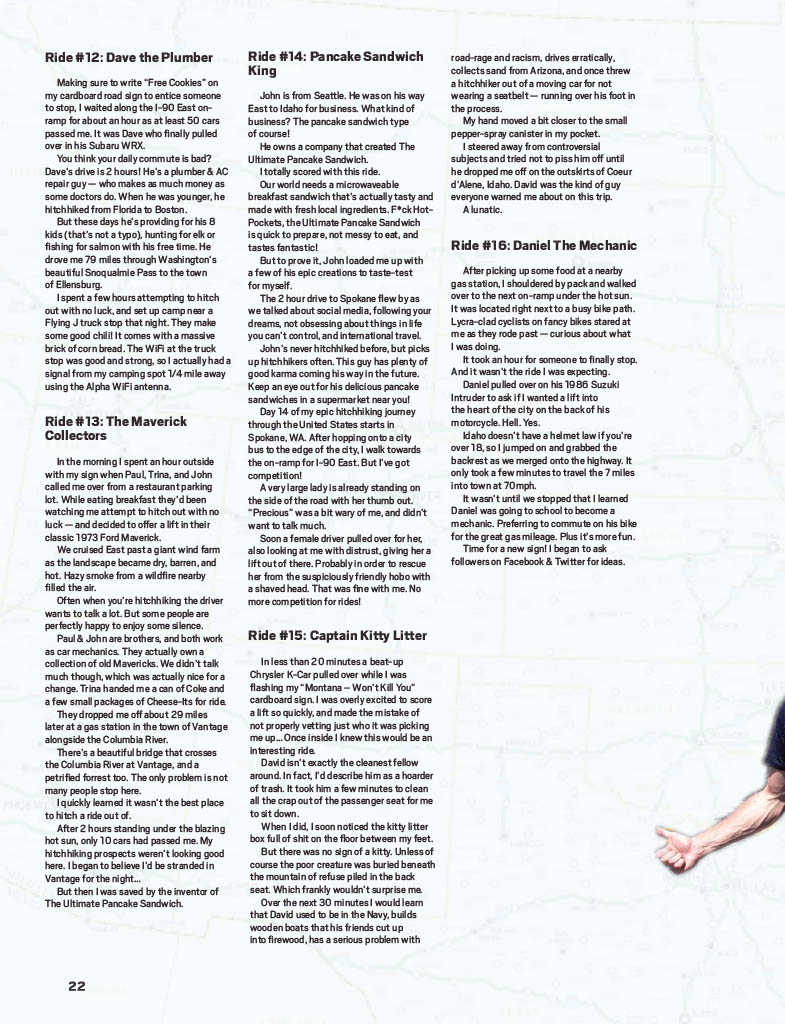 Ride #12: Dave the Plumber
Making sure to write “Free Cookies” on
my cardboard road sign to entice someone
to stop, I waited along the I-90 East on-
ramp for about an hour as at least 50 cars
passed me. It was Dave who finally pulled
over in his Subaru WRX.
You think your daily commute is bad?
Dave's drive is 2 hours! He's a plumber & AC
repair guy — who makes as much money as
some doctors do. When he was younger, he
hitchhiked from Florida to Boston.
But these days he's providing for his 8
kids (that's not a typo), hunting for elk or
fishing for salmon with his free time. He
drove me 79 miles through Washington's
beautiful Snoqualmie Pass to the town
of Ellensburg.
I spent a few hours attempting to hitch
out with no luck, and set up camp near a
Flying J truck stop that night. They make
some good chili! It comes with a massive
brick of corn bread. The WiFi at the truck
stop was good and strong, so I actually had a
signal from my camping spot 1/4 mile away
using the Alpha WiFi antenna.
Ride #13: The Maverick
Collectors
In the morning I spent an hour outside
with my sign when Paul, Trina, and John
called me over from a restaurant parking
lot. While eating breakfast they'd been
watching me attempt to hitch out with no
luck — and decided to offer a lift in their
classic 1973 Ford Maverick.
We cruised East past a giant wind farm
as the landscape became dry, barren, and
hot. Hazy smoke from a wildfire nearby
filled the air.
Often when you're hitchhiking the driver
wants to talk a lot. But some people are
perfectly happy to enjoy some silence.
Paul & John are brothers, and both work
as car mechanics. They actually own a
collection of old Mavericks. We didn't talk
much though, which was actually nice for a
change. Trina handed me a can of Coke and
a few small packages of Cheese-Its for ride.
They dropped me off about 29 miles
later at a gas station in the town of Vantage
alongside the Columbia River.
There's a beautiful bridge that crosses
the Columbia River at Vantage, and a
petrified forrest too. The only problem is not
many people stop here.
I quickly learned it wasn't the best place
to hitch a ride out of.
After 2 hours standing under the blazing
hot sun, only 10 cars had passed me. My
hitchhiking prospects weren't looking good
here. I began to believe I'd be stranded in
Vantage for the night...
But then I was saved by the inventor of
The Ultimate Pancake Sandwich.
Ride #14: Pancake Sandwich
King
John is from Seattle. He was on his way
East to Idaho for business. What kind of
business? The pancake sandwich type
of course!
He owns a company that created The
Ultimate Pancake Sandwich.
I totally scored with this ride.
Our world needs a microwaveable
breakfast sandwich that's actually tasty and
made with fresh local ingredients. F*ck Hot-
Pockets, the Ultimate Pancake Sandwich
is quick to prepare, not messy to eat, and
tastes fantastic!
But to prove it, John loaded me up with
a few of his epic creations to taste-test
for myself.
The 2 hour drive to Spokane flew by as
we talked about social media, following your
dreams, not obsessing about things in life
you can't control, and international travel.
John's never hitchhiked before, but picks
up hitchhikers often. This guy has plenty of
good karma coming his way in the future.
Keep an eye out for his delicious pancake
sandwiches in a supermarket near you!
Day 14 of my epic hitchhiking journey
through the United States starts in
Spokane, WA. After hopping onto a city
bus to the edge of the city, I walk towards
the on-ramp for I-90 East. But I've got
competition!
A very large lady is already standing on
the side of the road with her thumb out.
“Precious” was a bit wary of me, and didn't
want to talk much.
Soon a female driver pulled over for her,
also looking at me with distrust, giving her a
lift out of there. Probably in order to rescue
her from the suspiciously friendly hobo with
a shaved head. That was fine with me. No
more competition for rides!
Ride #15: Captain Kitty Litter
In less than 20 minutes a beat-up
Chrysler K-Car pulled over while I was
flashing my “Montana – Won't Kill You”
cardboard sign. I was overly excited to score
a lift so quickly, and made the mistake of
not properly vetting just who it was picking
me up... Once inside I knew this would be an
interesting ride.
David isn't exactly the cleanest fellow
around. In fact, I'd describe him as a hoarder
of trash. It took him a few minutes to clean
all the crap out of the passenger seat for me
to sit down.
When I did, I soon noticed the kitty litter
box full of shit on the floor between my feet.
But there was no sign of a kitty. Unless of
course the poor creature was buried beneath
the mountain of refuse piled in the back
seat. Which frankly wouldn't surprise me.
Over the next 30 minutes I would learn
that David used to be in the Navy, builds
wooden boats that his friends cut up
into firewood, has a serious problem with
road-rage and racism, drives erratically,
collects sand from Arizona, and once threw
a hitchhiker out of a moving car for not
wearing a seatbelt — running over his foot in
the process.
My hand moved a bit closer to the small
pepper-spray canister in my pocket.
I steered away from controversial
subjects and tried not to piss him off until
he dropped me off on the outskirts of Coeur
d'Alene, Idaho. David was the kind of guy
everyone warned me about on this trip.
A lunatic.
Ride #16: Daniel The Mechanic
After picking up some food at a nearby
gas station, I shouldered by pack and walked
over to the next on-ramp under the hot sun.
It was located right next to a busy bike path.
Lycra-clad cyclists on fancy bikes stared at
me as they rode past — curious about what
I was doing.
It took an hour for someone to finally stop.
And it wasn't the ride I was expecting.
Daniel pulled over on his 1986 Suzuki
Intruder to ask if I wanted a lift into
the heart of the city on the back of his
motorcycle. Hell. Yes.
Idaho doesn't have a helmet law if you're
over 18, so I jumped on and grabbed the
backrest as we merged onto the highway. It
only took a few minutes to travel the 7 miles
into town at 70mph.
It wasn't until we stopped that I learned
Daniel was going to school to become a
mechanic. Preferring to commute on his bike
for the great gas mileage. Plus it's more fun.
Time for a new sign! I began to ask
followers on Facebook & Twitter for ideas.
22